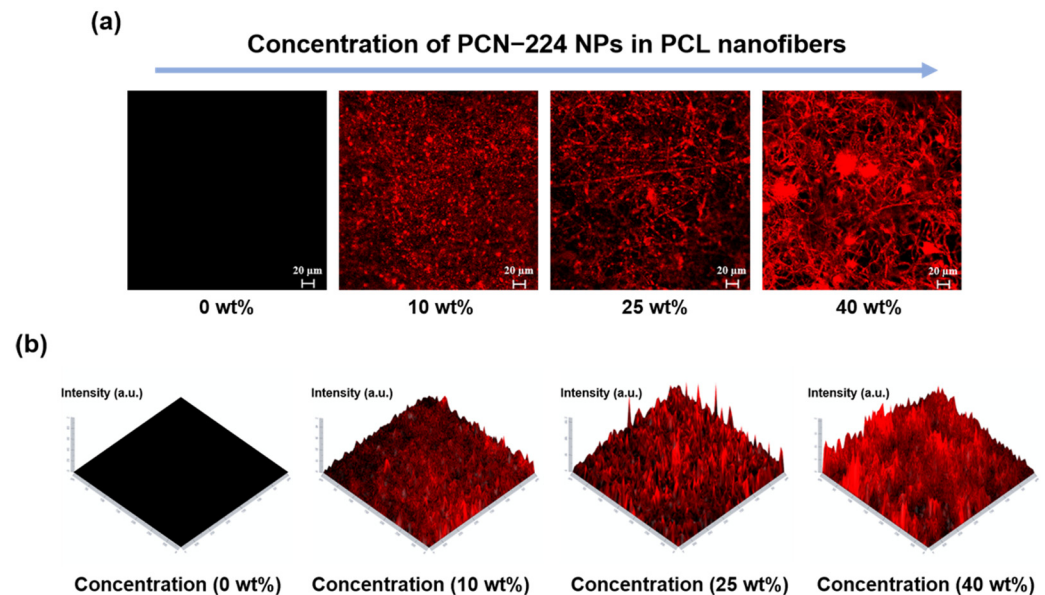 (a)
Concentration of PCN−224 NPs in PCL nanofibers
20 µm
20 µm
20 µm
20 µm
0 wt%
10 wt%
25 wt%
40 wt%
(b)
Intensity (a.u.)
Intensity (a.u.)
Intensity (a.u.)
Intensity (a.u.)
Concentration (0 wt%)
Concentration (10 wt%)
Concentration (25 wt%)
Concentration (40 wt%)